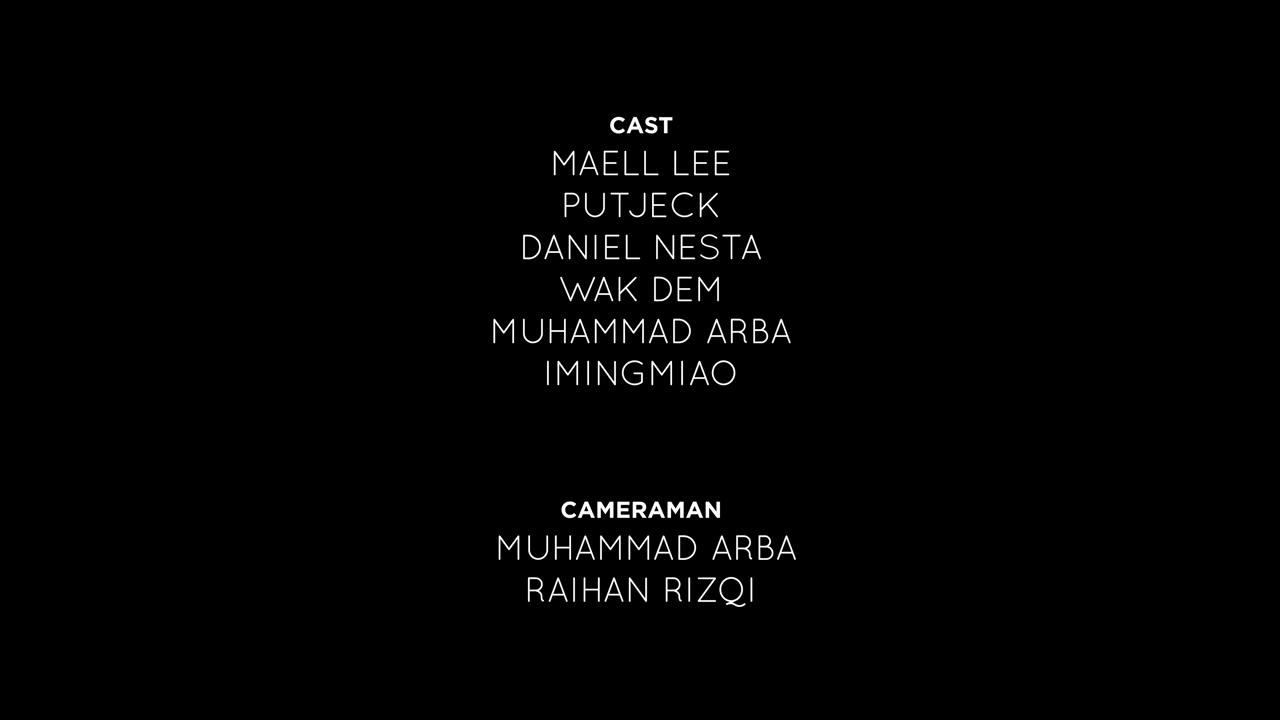 CAST
MAELL LEE
PUTJECK
DANIEL NESTA
WAK DEM
MUHAMMAD ARBA
IMINGMIAO
CAMERAMAN
MUHAMMAD ARBA
RAIHAN RIZQI